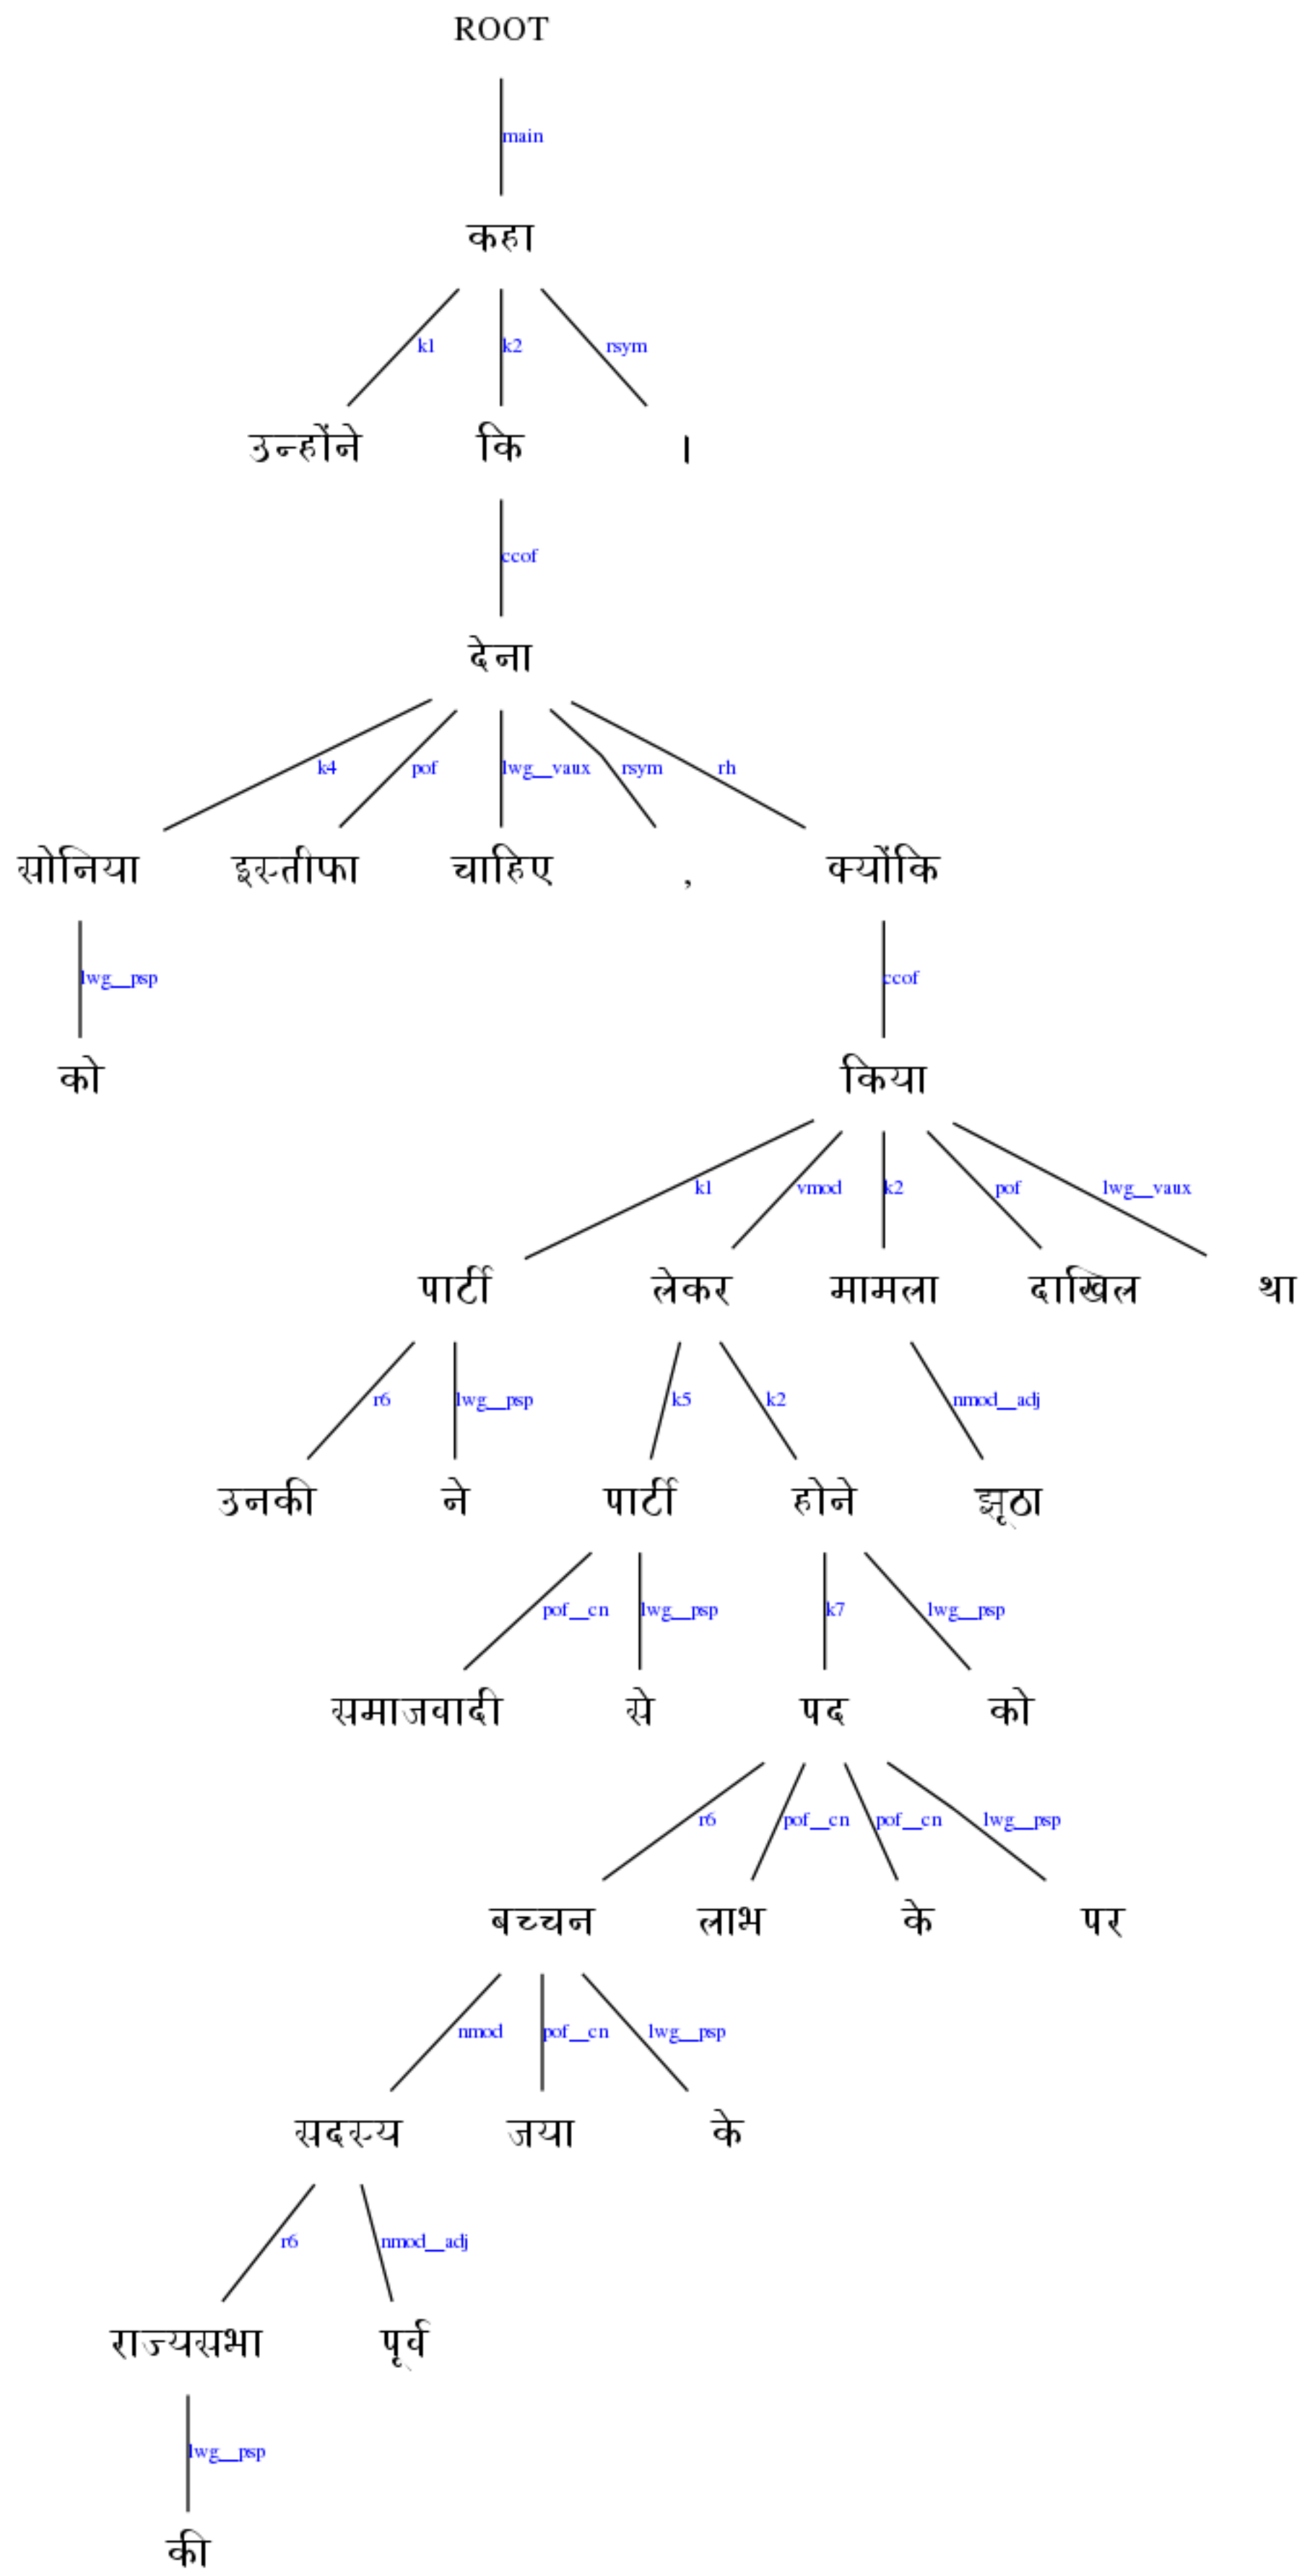 ROOT
main
कहा
k1 k2 rsym
उन्होंने कि ।
ccof
देना
k4 pof lwg__vaux rsym rh
सोनिया इस्तीफा चाहिए , क्योंकि
lwg__psp ccof
को किया
k1 vmod k2 pof lwg__vaux
पार्टी लेकर मामला दाखिल था
r6 lwg__psp k5 k2 nmod__adj
उनकी ने पार्टी होने झूठा
pof__cn lwg__psp k7 lwg__psp
समाजवादी से पद को
r6 pof__cn pof__cn lwg__psp
बच्चन लाभ के पर
nmod pof__cn lwg__psp
सदस्य जया के
r6 nmod__adj
राज्यसभा पूर्व
lwg__psp
की